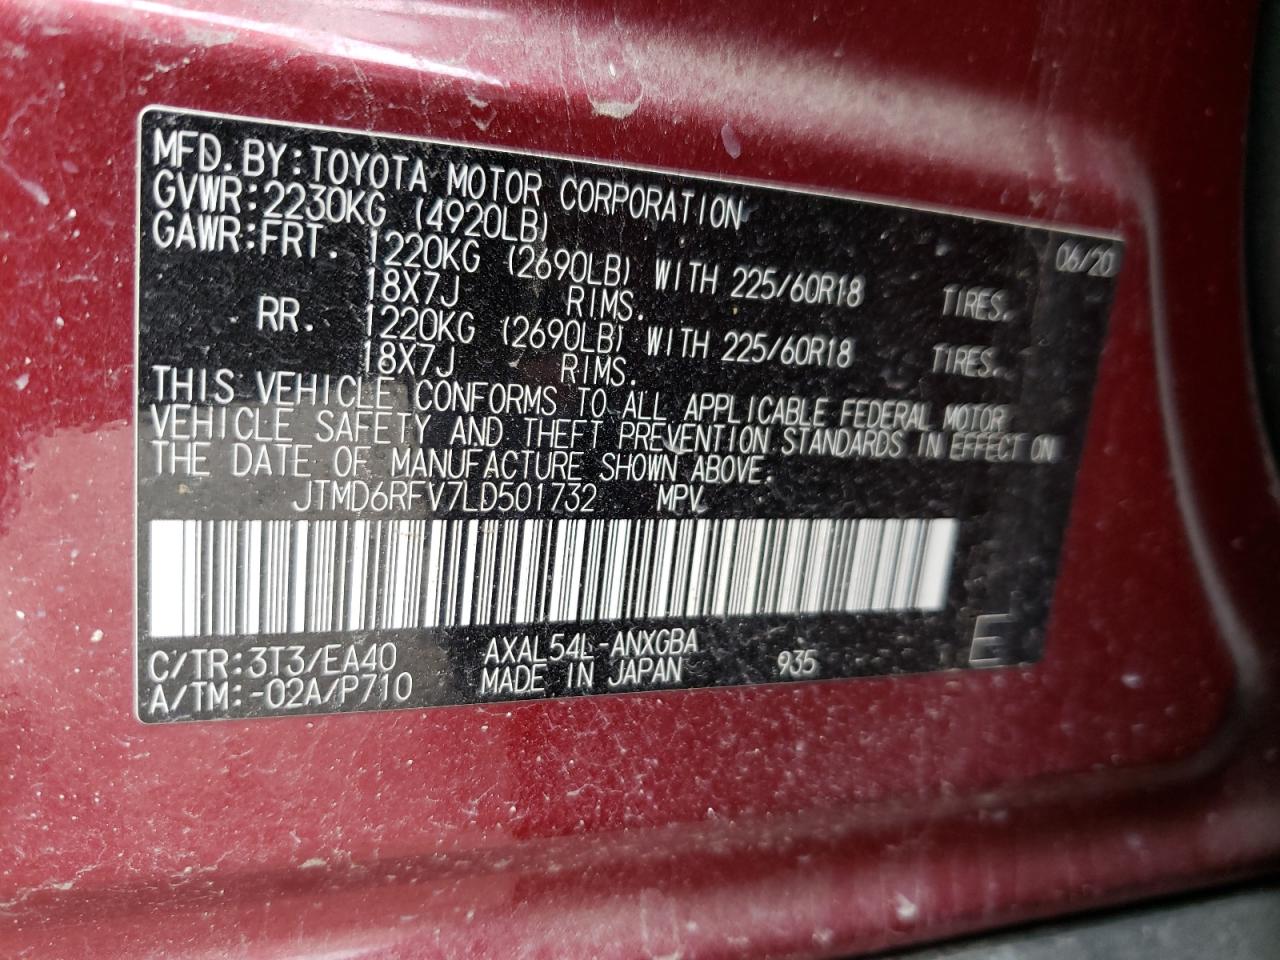 MFD.BY:TOYOTA MOTOR CORPORATION 06/20
GVWR:2230KG (4920LB)
GAWR:FRT. 1220KG (2690LB) WITH 225/60R18 TIRES.
18X7J RIMS.
RR. 1220KG (2690LB) WITH 225/60R18 TIRES.
18X7J RIMS.
THIS VEHICLE CONFORMS TO ALL APPLICABLE FEDERAL MOTOR
VEHICLE SAFETY AND THEFT PREVENTION STANDARDS IN EFFECT ON
THE DATE OF MANUFACTURE SHOWN ABOVE.
JTMD6RFV7LD501732 MPV
C/TR:3T3/EA40 AXAL54L-ANXGBA 935 E
A/TM:-02A/P710 MADE IN JAPAN